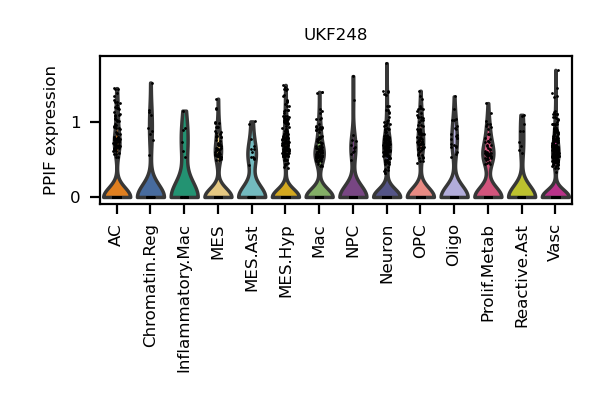 UKF248
PPIF expression
1
0
AC
Chromatin.Reg
Inflammatory.Mac
MES
MES.Ast
MES.Hyp
Mac
NPC
Neuron
OPC
Oligo
Prolif.Metab
Reactive.Ast
Vasc